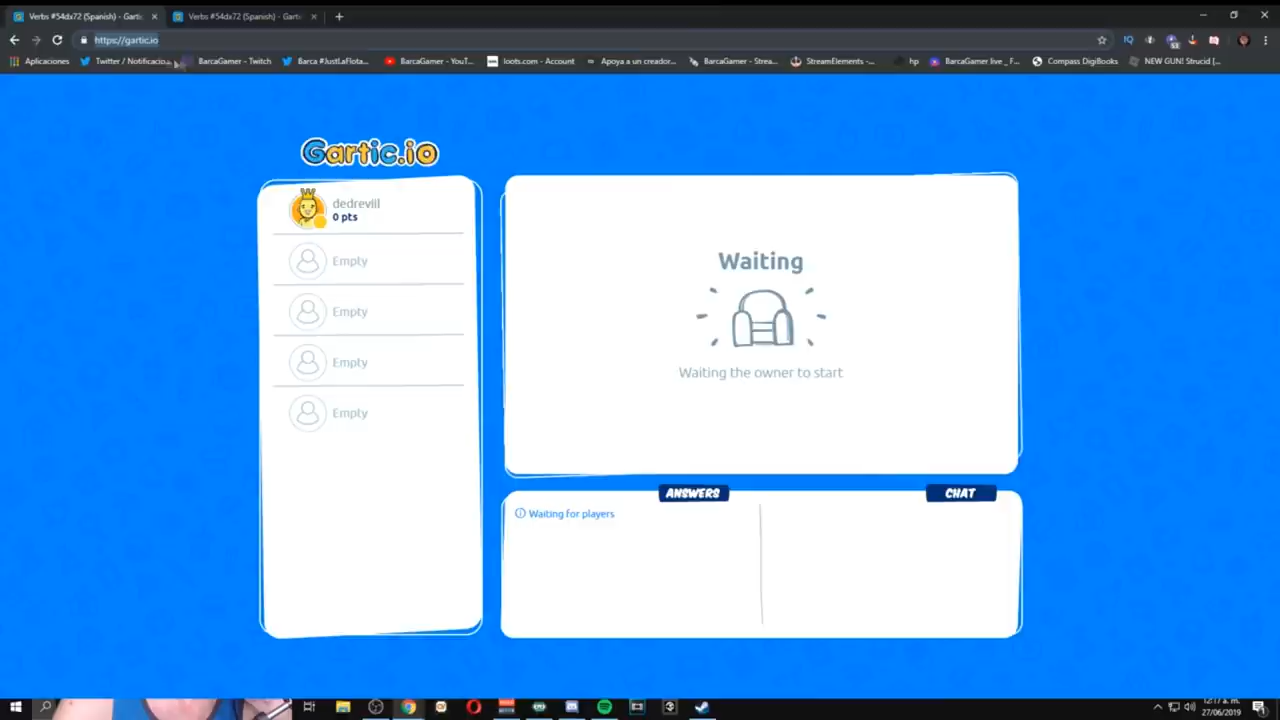 Verbs #54dx72 (Spanish) - Gartic
Verbs #54dx72 (Spanish) - Gartic
https://gartic.io
Aplicaciones
Twitter / Notificacio...
BarcaGamer - Twitch
Barca #JustLaFlota...
BarcaGamer - YouT...
loots.com - Account
Apoya a un creador...
BarcaGamer - Strea...
StreamElements -...
hp
BarcaGamer live _ F...
Compass DigiBooks
NEW GUN! Strucid [...
Gartic.io
dedreviil
0 pts
Empty
Empty
Empty
Empty
Waiting
Waiting the owner to start
ANSWERS
CHAT
Waiting for players
27/06/2019